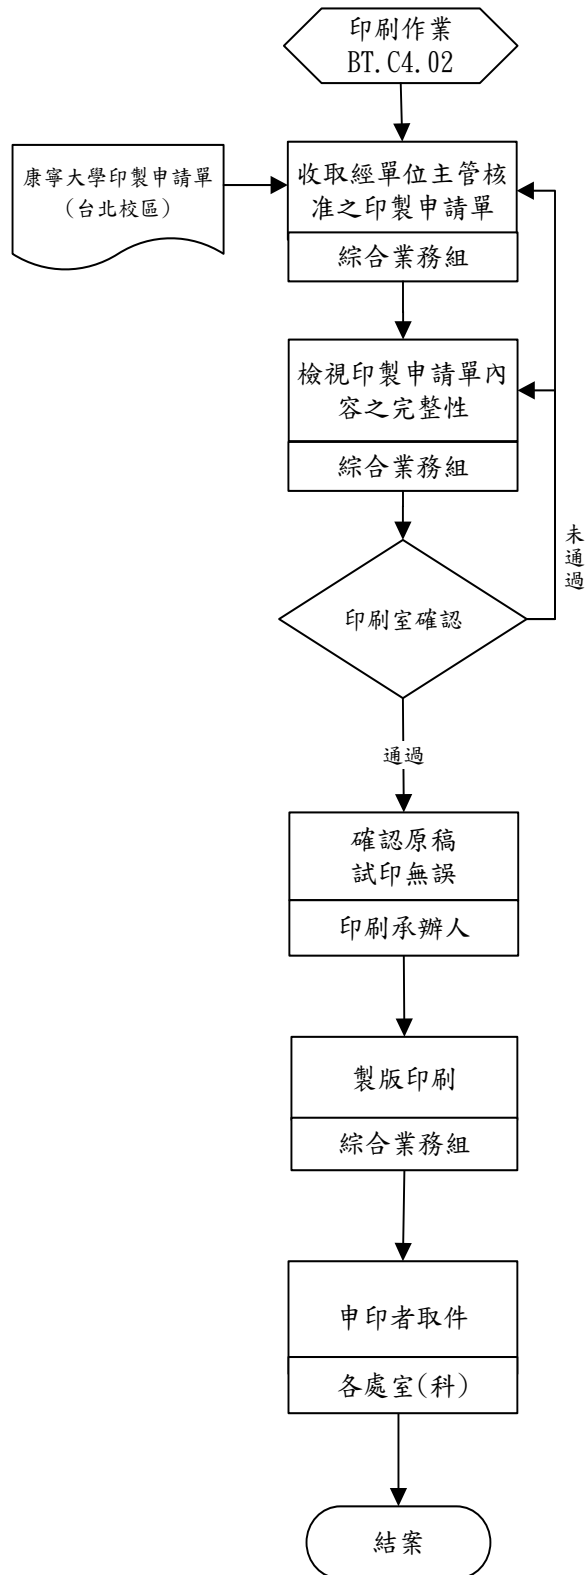 印刷作業
BT.C4.02
康寧大學印製申請單
(台北校區)
收取經單位主管核
准之印製申請單
綜合業務組
檢視印製申請單內
容之完整性
綜合業務組
未
通
過
印刷室確認
通過
確認原稿
試印無誤
印刷承辦人
製版印刷
綜合業務組
申印者取件
各處室(科)
結案